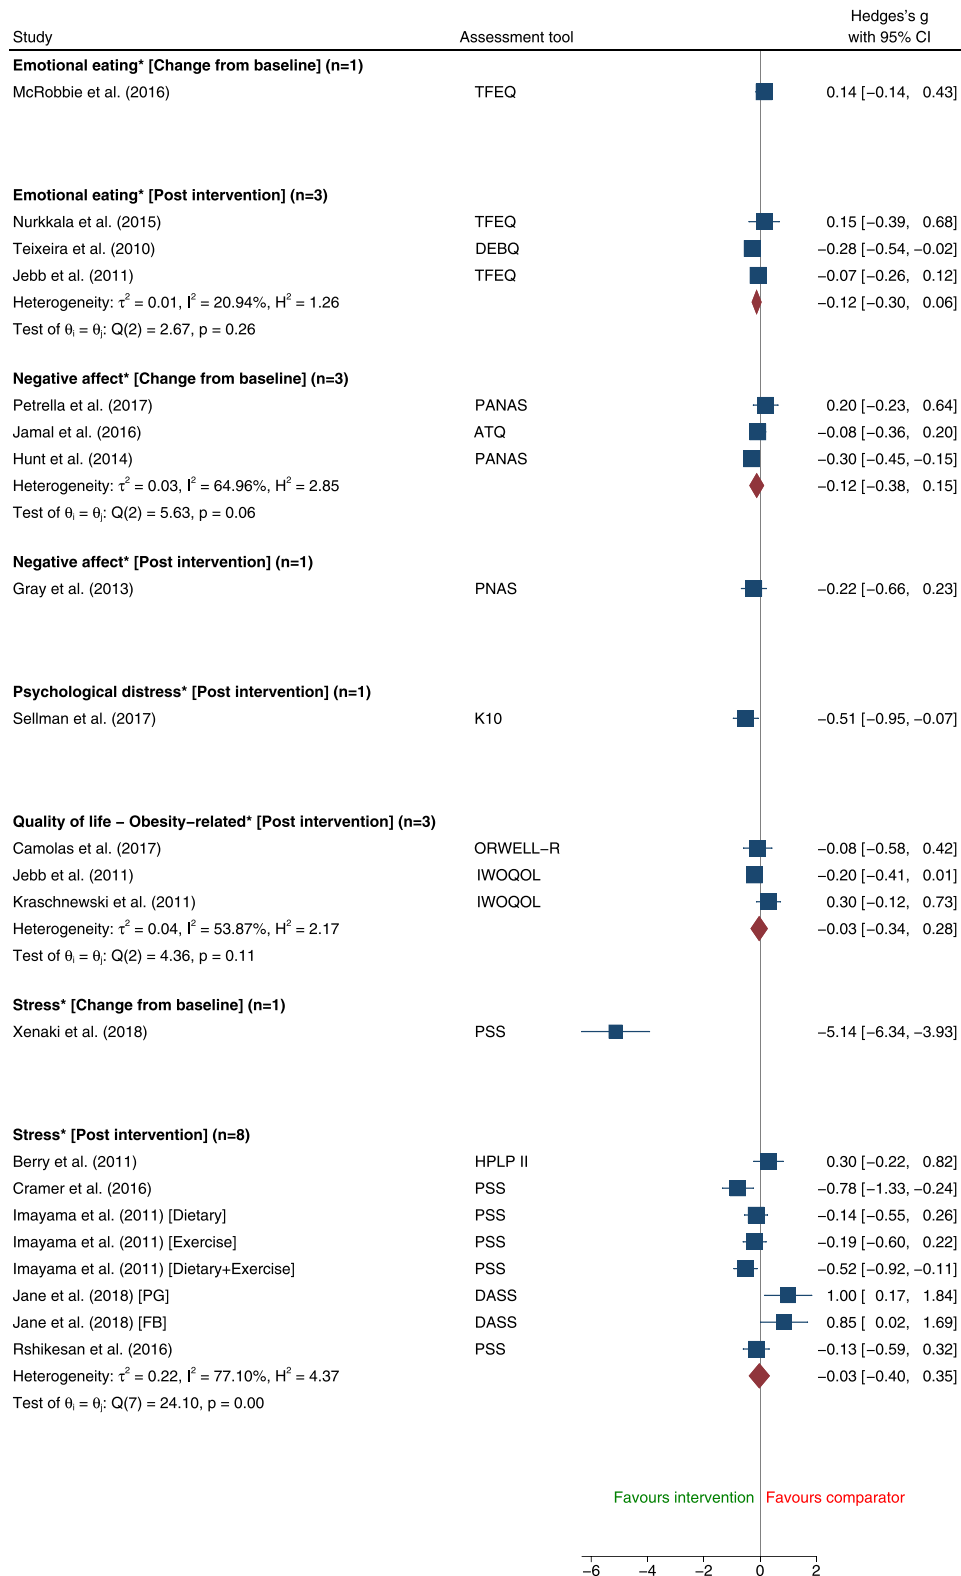 Hedges's g
Study Assessment tool with 95% CI
Emotional eating* [Change from baseline] (n=1)
McRobbie et al. (2016) TFEQ 0.14 [−0.14, 0.43]
Emotional eating* [Post intervention] (n=3)
Nurkkala et al. (2015) TFEQ 0.15 [−0.39, 0.68]
Teixeira et al. (2010) DEBQ −0.28 [−0.54, −0.02]
Jebb et al. (2011) TFEQ −0.07 [−0.26, 0.12]
Heterogeneity: τ² = 0.01, I² = 20.94%, H² = 1.26 −0.12 [−0.30, 0.06]
Test of θᵢ = θⱼ: Q(2) = 2.67, p = 0.26
Negative affect* [Change from baseline] (n=3)
Petrella et al. (2017) PANAS 0.20 [−0.23, 0.64]
Jamal et al. (2016) ATQ −0.08 [−0.36, 0.20]
Hunt et al. (2014) PANAS −0.30 [−0.45, −0.15]
Heterogeneity: τ² = 0.03, I² = 64.96%, H² = 2.85 −0.12 [−0.38, 0.15]
Test of θᵢ = θⱼ: Q(2) = 5.63, p = 0.06
Negative affect* [Post intervention] (n=1)
Gray et al. (2013) PNAS −0.22 [−0.66, 0.23]
Psychological distress* [Post intervention] (n=1)
Sellman et al. (2017) K10 −0.51 [−0.95, −0.07]
Quality of life − Obesity−related* [Post intervention] (n=3)
Camolas et al. (2017) ORWELL−R −0.08 [−0.58, 0.42]
Jebb et al. (2011) IWOQOL −0.20 [−0.41, 0.01]
Kraschnewski et al. (2011) IWOQOL 0.30 [−0.12, 0.73]
Heterogeneity: τ² = 0.04, I² = 53.87%, H² = 2.17 −0.03 [−0.34, 0.28]
Test of θᵢ = θⱼ: Q(2) = 4.36, p = 0.11
Stress* [Change from baseline] (n=1)
Xenaki et al. (2018) PSS −5.14 [−6.34, −3.93]
Stress* [Post intervention] (n=8)
Berry et al. (2011) HPLP II 0.30 [−0.22, 0.82]
Cramer et al. (2016) PSS −0.78 [−1.33, −0.24]
Imayama et al. (2011) [Dietary] PSS −0.14 [−0.55, 0.26]
Imayama et al. (2011) [Exercise] PSS −0.19 [−0.60, 0.22]
Imayama et al. (2011) [Dietary+Exercise] PSS −0.52 [−0.92, −0.11]
Jane et al. (2018) [PG] DASS 1.00 [ 0.17, 1.84]
Jane et al. (2018) [FB] DASS 0.85 [ 0.02, 1.69]
Rshikesan et al. (2016) PSS −0.13 [−0.59, 0.32]
Heterogeneity: τ² = 0.22, I² = 77.10%, H² = 4.37 −0.03 [−0.40, 0.35]
Test of θᵢ = θⱼ: Q(7) = 24.10, p = 0.00
Favours intervention Favours comparator
−6 −4 −2 0 2